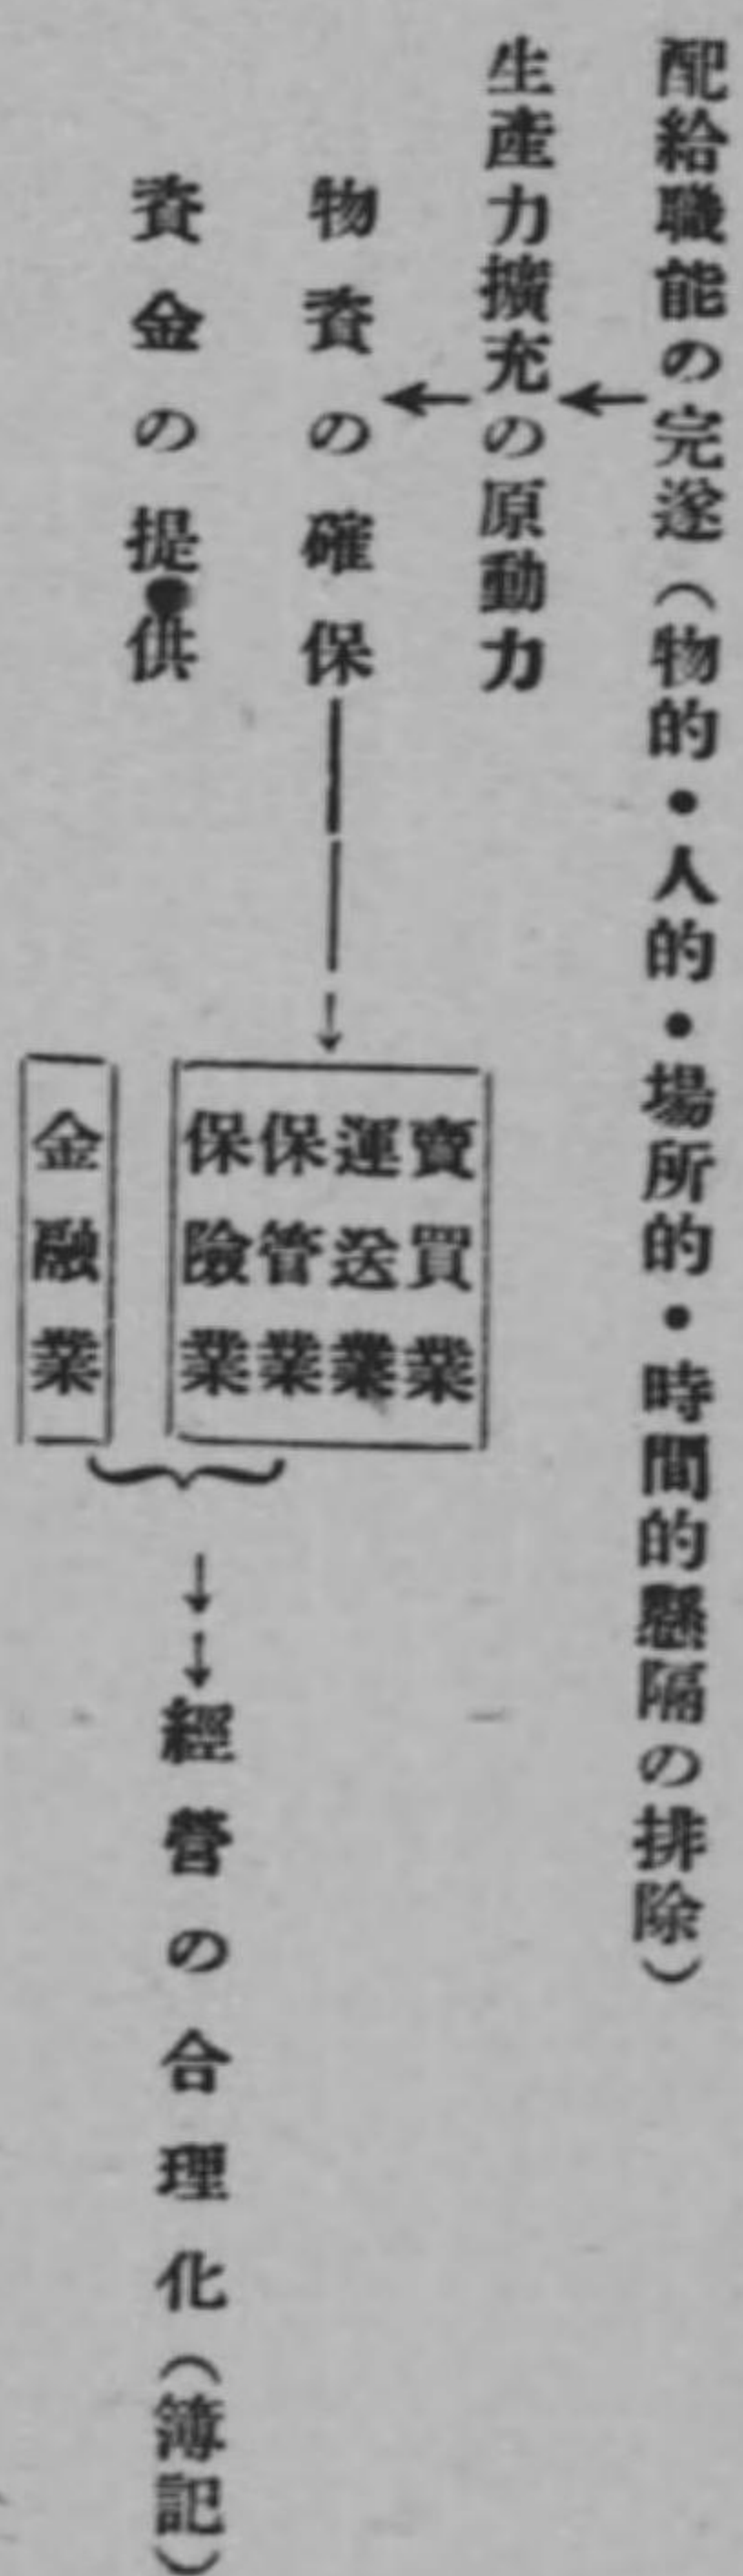 配給職能の完遂（物的・人的・場所的・時間的懸隔の排除）
↓
生產力擴充の原動力
↓
物資の確保――→
賣買業
運送業
保管業
保險業
資金の提供
金融業
→→經營の合理化（簿記）